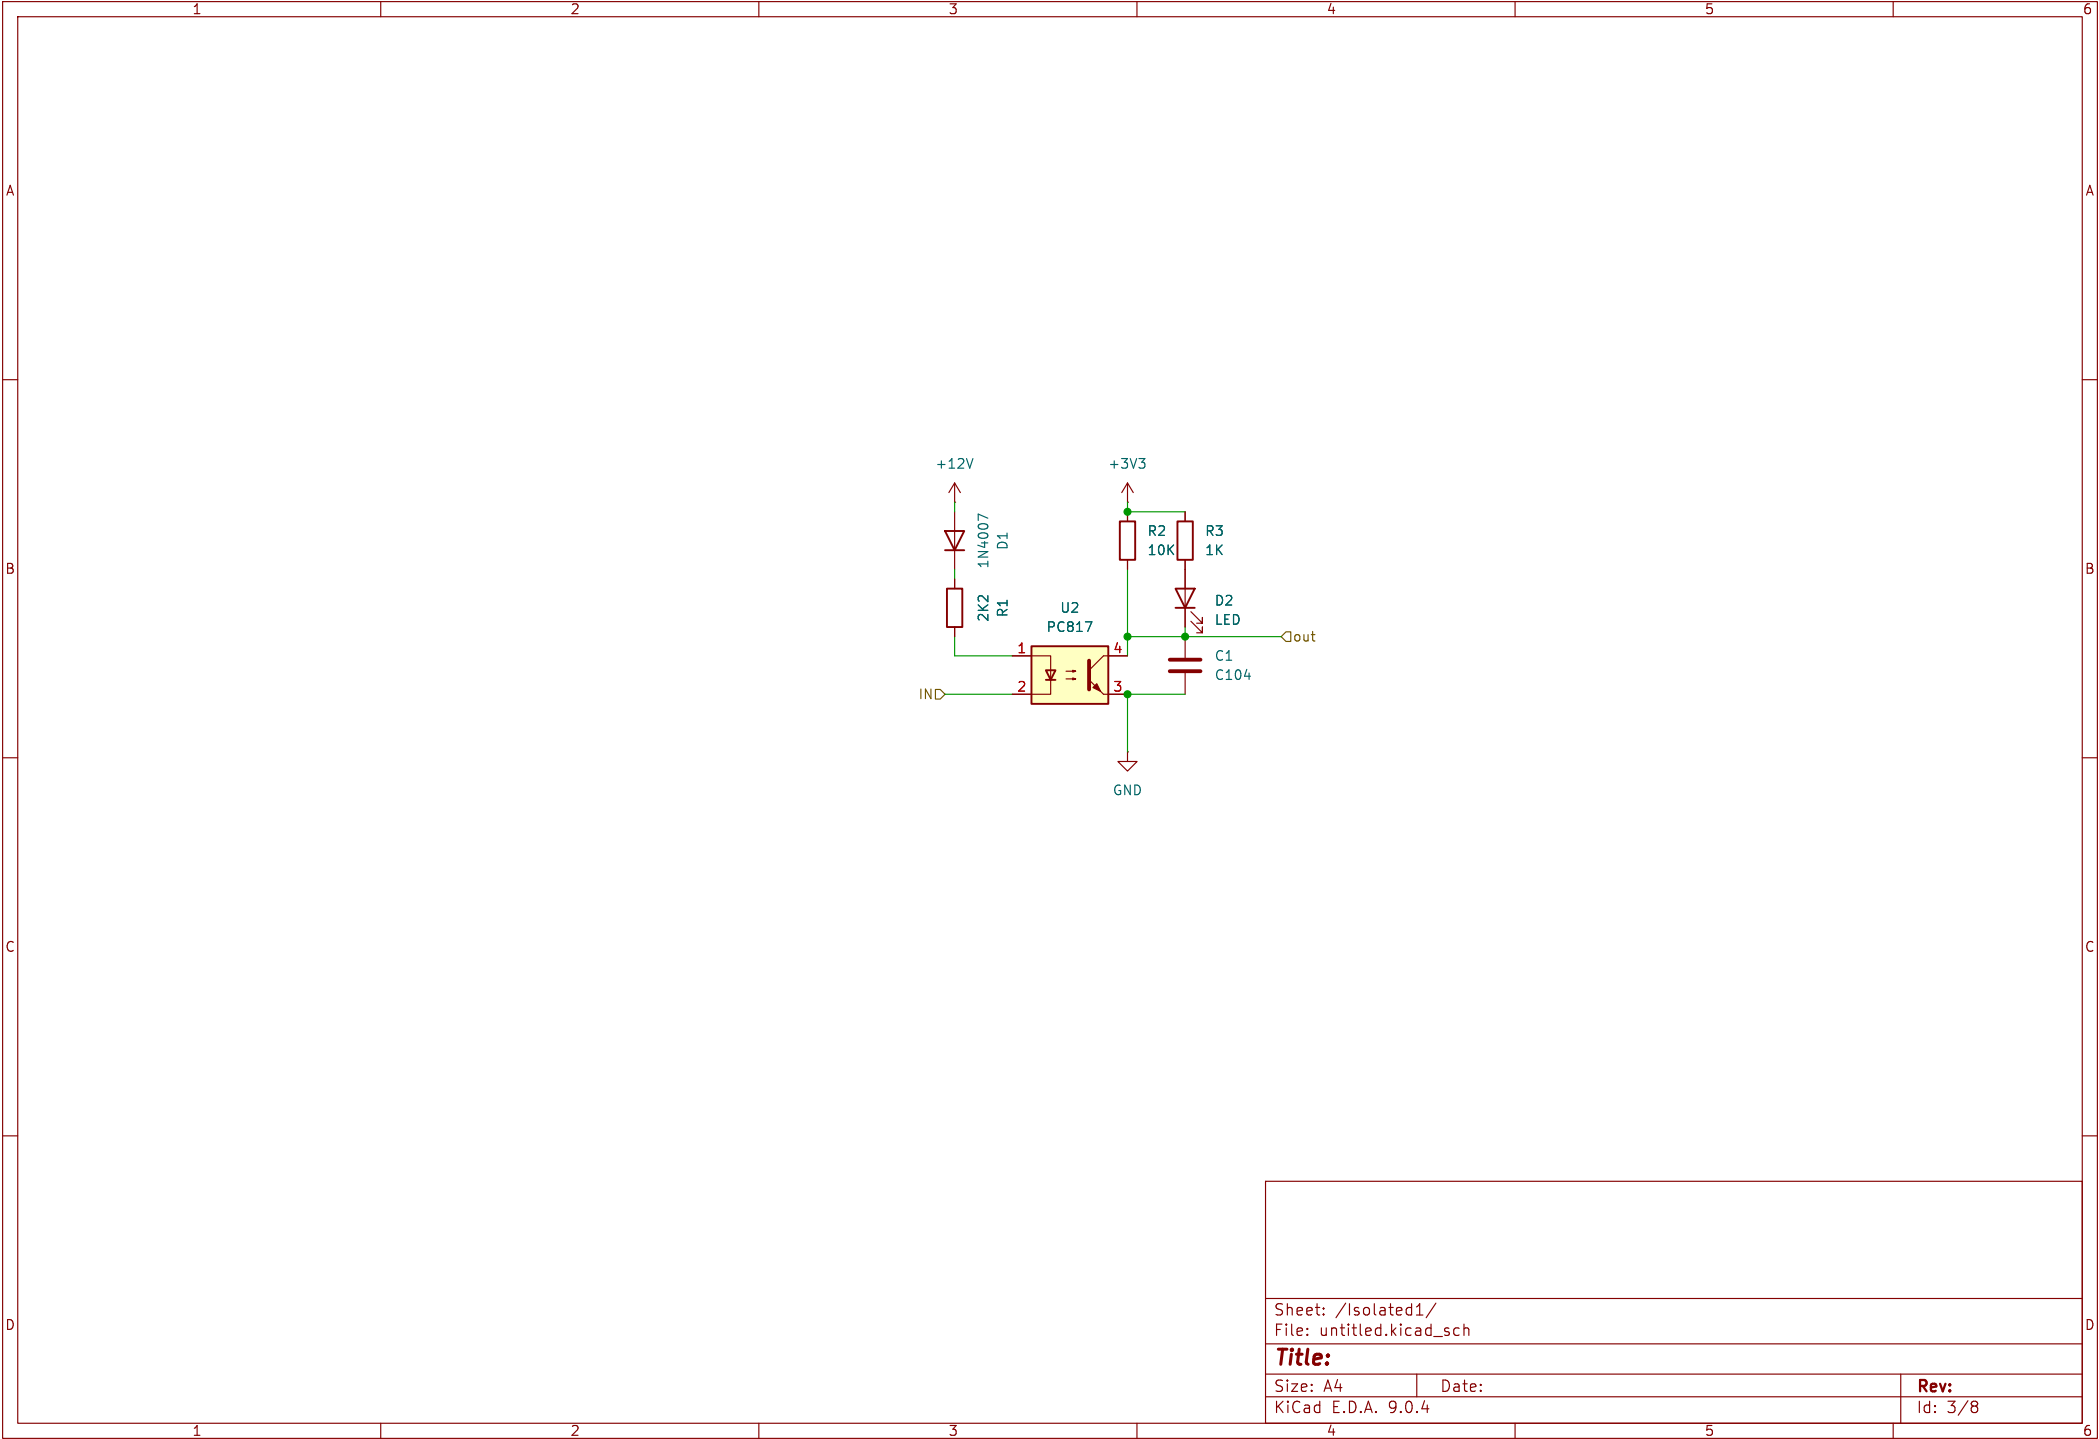 1 2 3 4 5 6
A A
+12V +3V3
1N4007
D1
R2
10K
R3
1K
B B
2K2
R1
U2
PC817
D2
LED
out
1 4
2 3
C1
C104
IN
GND
C C
Sheet: /Isolated1/
File: untitled.kicad_sch
D D
Title:
Size: A4 Date: Rev:
KiCad E.D.A. 9.0.4 Id: 3/8
1 2 3 4 5 6